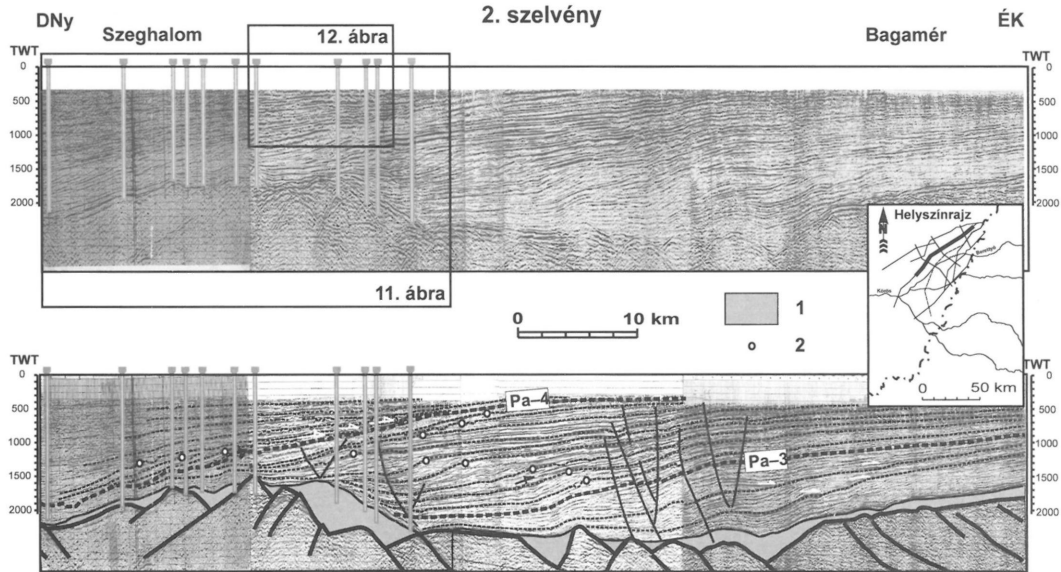 2. szelvény
DNy
ÉK
Szeghalom
12. ábra
Bagamér
TWT
TWT
0
500
1000
1500
2000
0
500
1000
1500
2000
Helyszínrajz
N
Berettyó
Körös
0 50 km
11. ábra
0 10 km
1
2
TWT
TWT
0
500
1000
1500
2000
0
500
1000
1500
2000
Pa–4
Pa–3